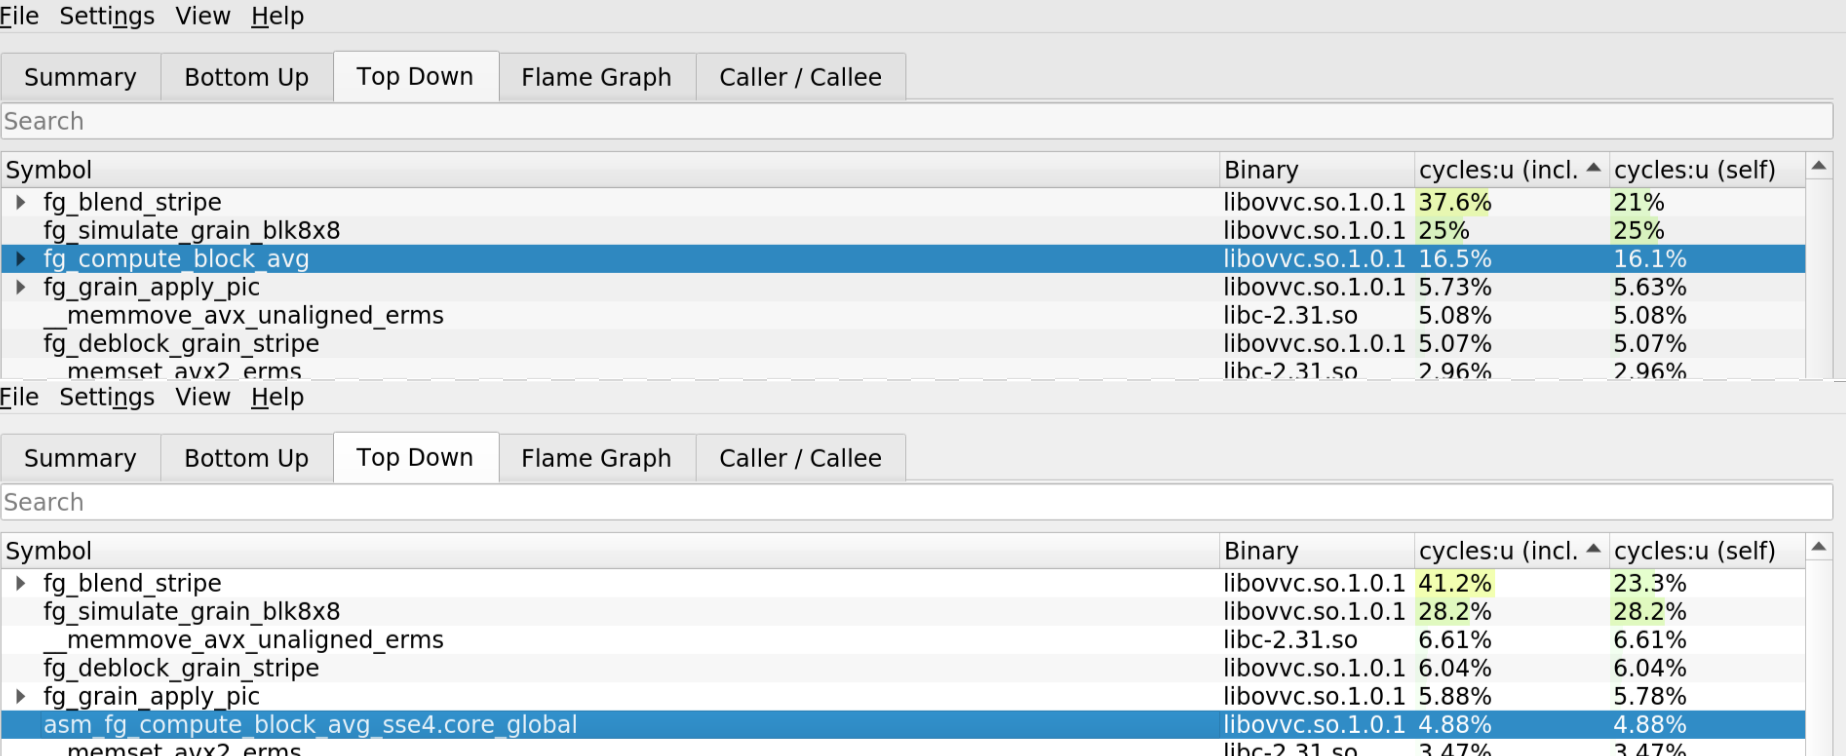 File Settings View Help
Summary Bottom Up Top Down Flame Graph Caller / Callee
Search
Symbol Binary cycles:u (incl. cycles:u (self)
fg_blend_stripe libovvc.so.1.0.1 37.6% 21%
fg_simulate_grain_blk8x8 libovvc.so.1.0.1 25% 25%
fg_compute_block_avg libovvc.so.1.0.1 16.5% 16.1%
fg_grain_apply_pic libovvc.so.1.0.1 5.73% 5.63%
__memmove_avx_unaligned_erms libc-2.31.so 5.08% 5.08%
fg_deblock_grain_stripe libovvc.so.1.0.1 5.07% 5.07%
__memset_avx2_erms libc-2.31.so 2.96% 2.96%
File Settings View Help
Summary Bottom Up Top Down Flame Graph Caller / Callee
Search
Symbol Binary cycles:u (incl. cycles:u (self)
fg_blend_stripe libovvc.so.1.0.1 41.2% 23.3%
fg_simulate_grain_blk8x8 libovvc.so.1.0.1 28.2% 28.2%
__memmove_avx_unaligned_erms libc-2.31.so 6.61% 6.61%
fg_deblock_grain_stripe libovvc.so.1.0.1 6.04% 6.04%
fg_grain_apply_pic libovvc.so.1.0.1 5.88% 5.78%
asm_fg_compute_block_avg_sse4.core_global libovvc.so.1.0.1 4.88% 4.88%
__memset_avx2_erms libc-2.31.so 3.47% 3.47%